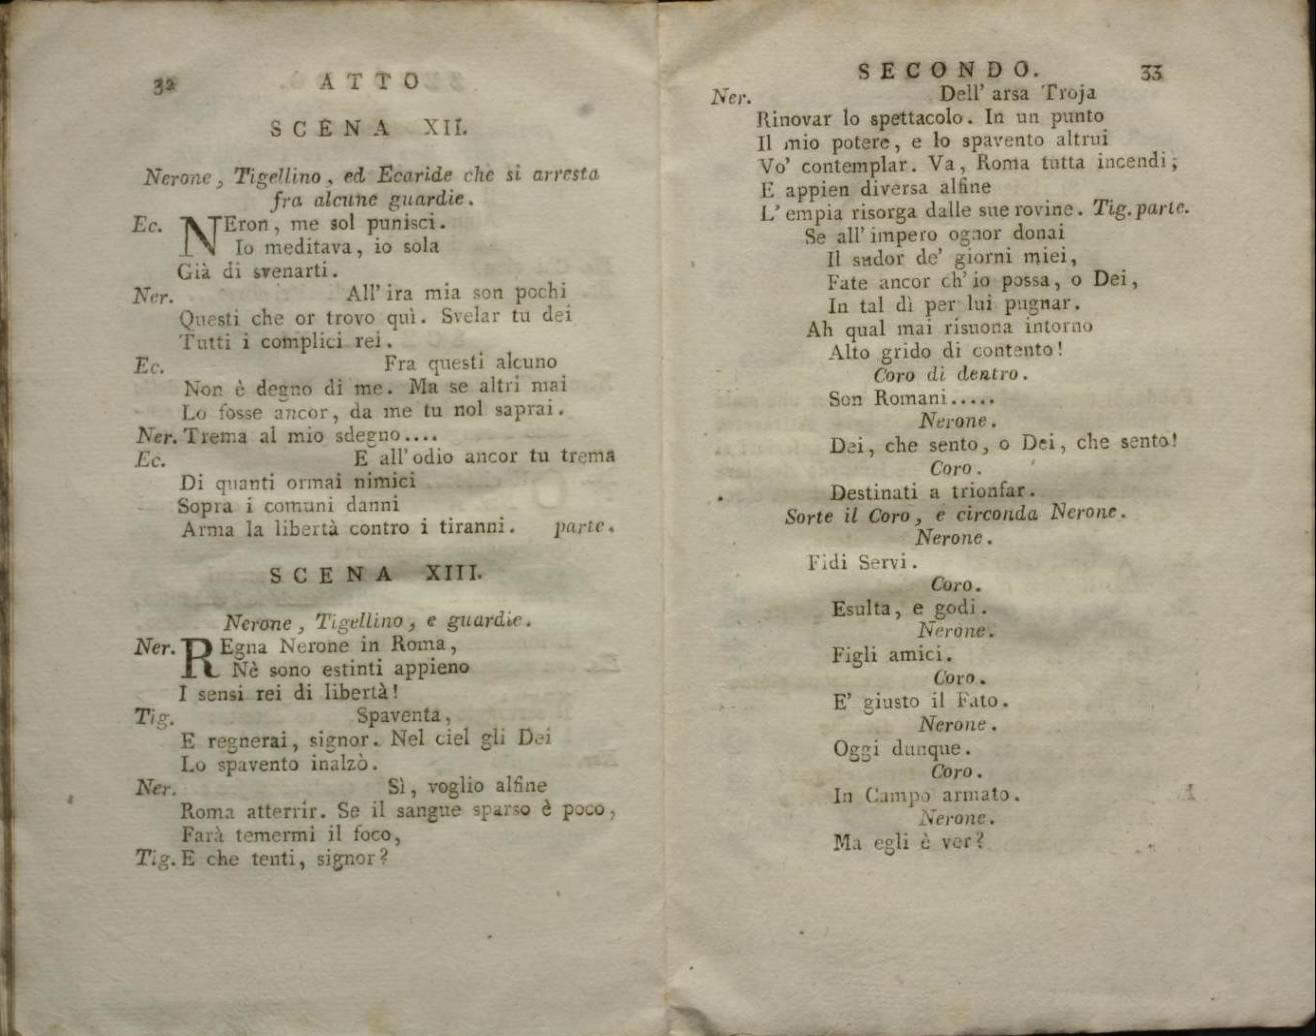 32 ATTO
SCENA XII.
Nerone, Tigellino, ed Ecaride che si arresta
fra alcune guardie.
Ec. NEron, me sol punisci.
Io meditava, io sola
Già di svenarti.
Ner. All' ira mia son pochi
Questi che or trovo quì. Svelar tu dei
Tutti i complici rei.
Ec. Fra questi alcuno
Non è degno di me. Ma se altri mai
Lo fosse ancor, da me tu nol saprai.
Ner. Trema al mio sdegno....
Ec. E all' odio ancor tu trema
Di quanti ormai nimici
Sopra i comuni danni
Arma la libertà contro i tiranni. parte.
SCENA XIII.
Nerone, Tigellino, e guardie.
Ner. REgna Nerone in Roma,
Nè sono estinti appieno
I sensi rei di libertà!
Tig. Spaventa,
E regnerai, signor. Nel ciel gli Dei
Lo spavento inalzò.
Ner. Sì, voglio alfine
Roma atterrir. Se il sangue sparso è poco,
Farà temermi il foco,
Tig. E che tenti, signor?
SECONDO. 33
Ner. Dell' arsa Troja
Rinovar lo spettacolo. In un punto
Il mio potere, e lo spavento altrui
Vo' contemplar. Va, Roma tutta incendi;
E appien diversa alfine
L' empia risorga dalle sue rovine. Tig. parte.
Se all' impero ognor donai
Il sudor de' giorni miei,
Fate ancor ch' io possa, o Dei,
In tal dì per lui pugnar.
Ah qual mai risuona intorno
Alto grido di contento!
Coro di dentro.
Son Romani.....
Nerone.
Dei, che sento, o Dei, che sento!
Coro.
Destinati a trionfar.
Sorte il Coro, e circonda Nerone.
Nerone.
Fidi Servi.
Coro.
Esulta, e godi.
Nerone.
Figli amici.
Coro.
E' giusto il Fato.
Nerone.
Oggi dunque.
Coro.
In Campo armato.
Nerone.
Ma egli è ver?